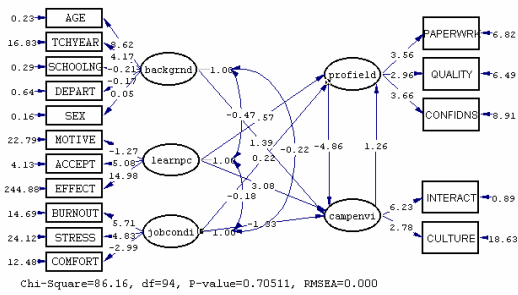 0.23 AGE
16.83 TCHYEAR
0.29 SCHOOLNG
0.64 DEPART
0.16 SEX
22.79 MOTIVE
4.13 ACCEPT
244.88 EFFECT
14.69 BURNOUT
24.12 STRESS
12.48 COMFORT
4.17
-0.21
-0.17
0.05
-1.27
-5.08
14.98
5.71
-4.83
-2.99
backgrnd
learnpc
jobcondi
1.00
1.00
1.00
-0.47
-0.22
-0.18
1.39
0.22
3.08
-4.86
1.26
profield
campenvi
3.56
2.96
3.66
6.23
2.78
PAPERWRK 6.82
QUALITY 6.49
CONFIDNS 8.91
INTERACT 0.89
CULTURE 18.63
Chi-Square=86.16, df=94, P-value=0.70511, RMSEA=0.000